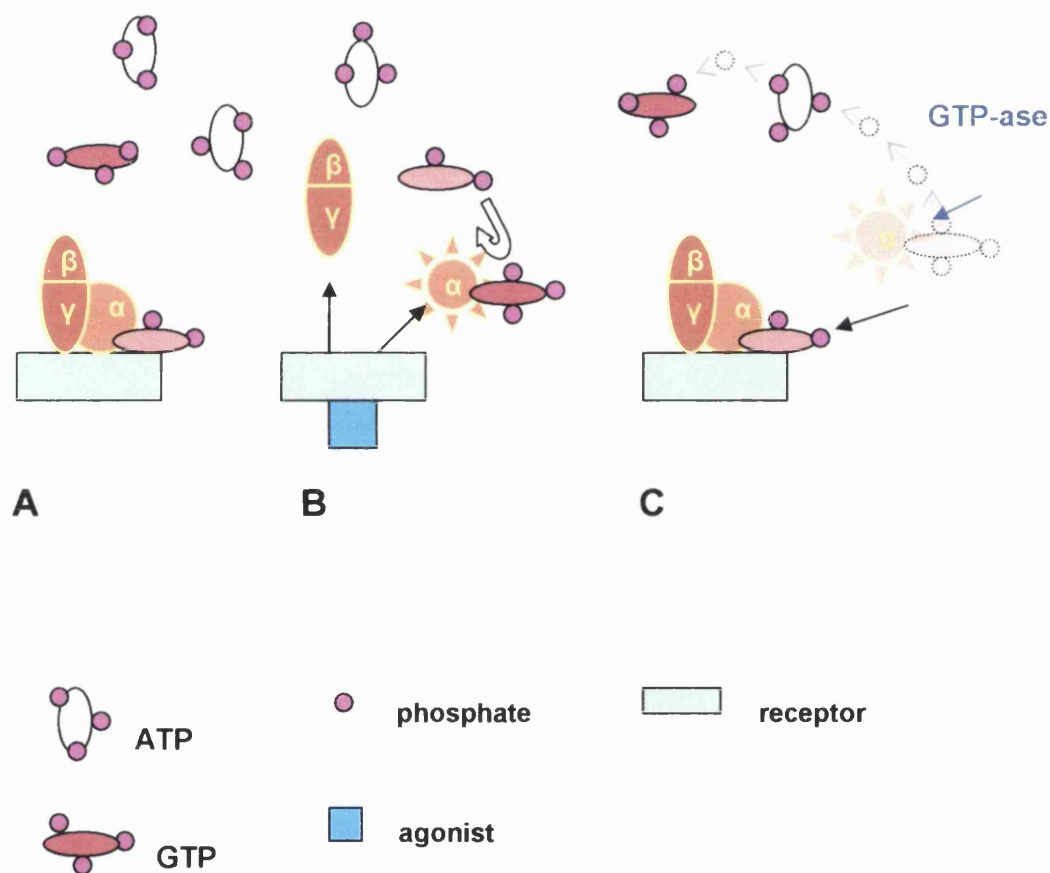 GTP-ase
β
γ
α
β
γ
α
β
γ
α
A
B
C
ATP
phosphate
receptor
GTP
agonist